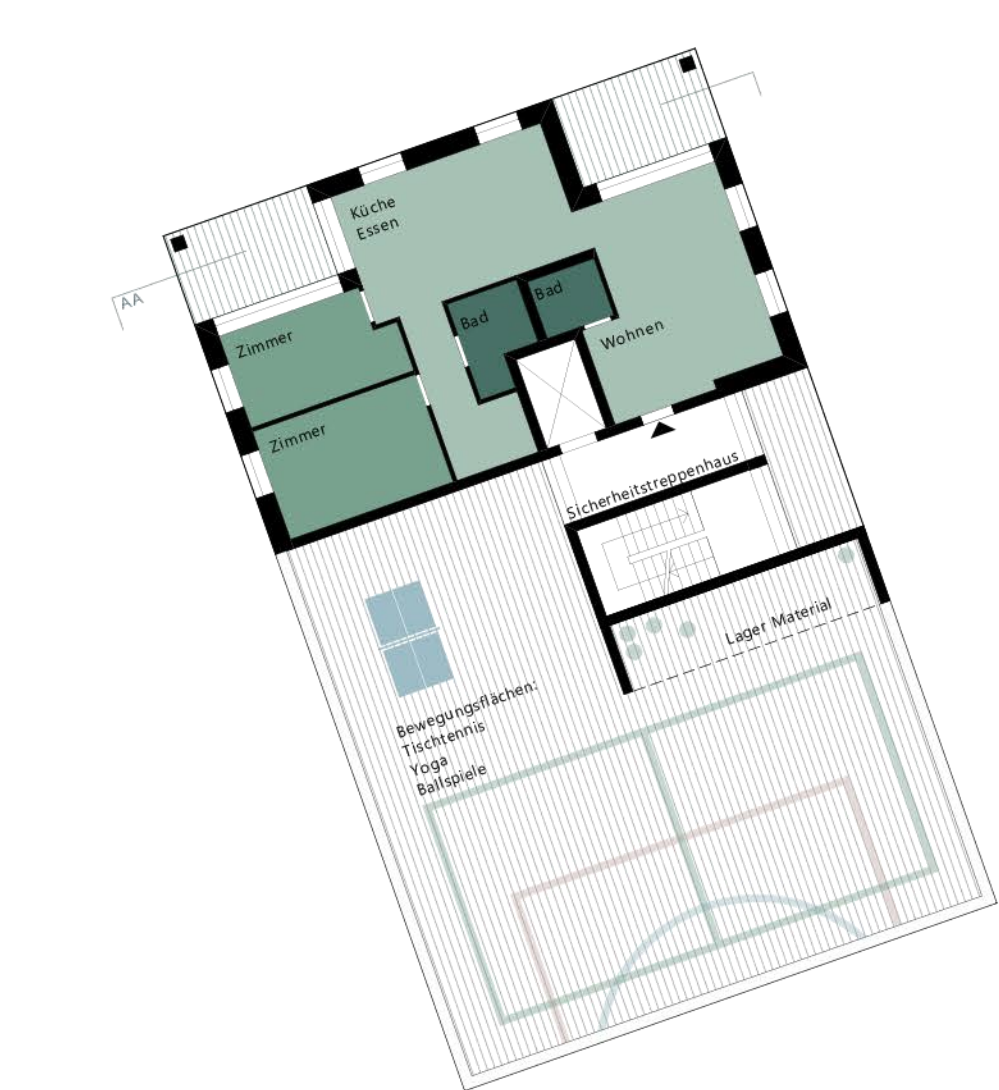 Küche
Essen
AA
Bad
Bad
Zimmer
Wohnen
Zimmer
Sicherheitstreppenhaus
Lager Material
Bewegungsflächen:
Tischtennis
Yoga
Ballspiele